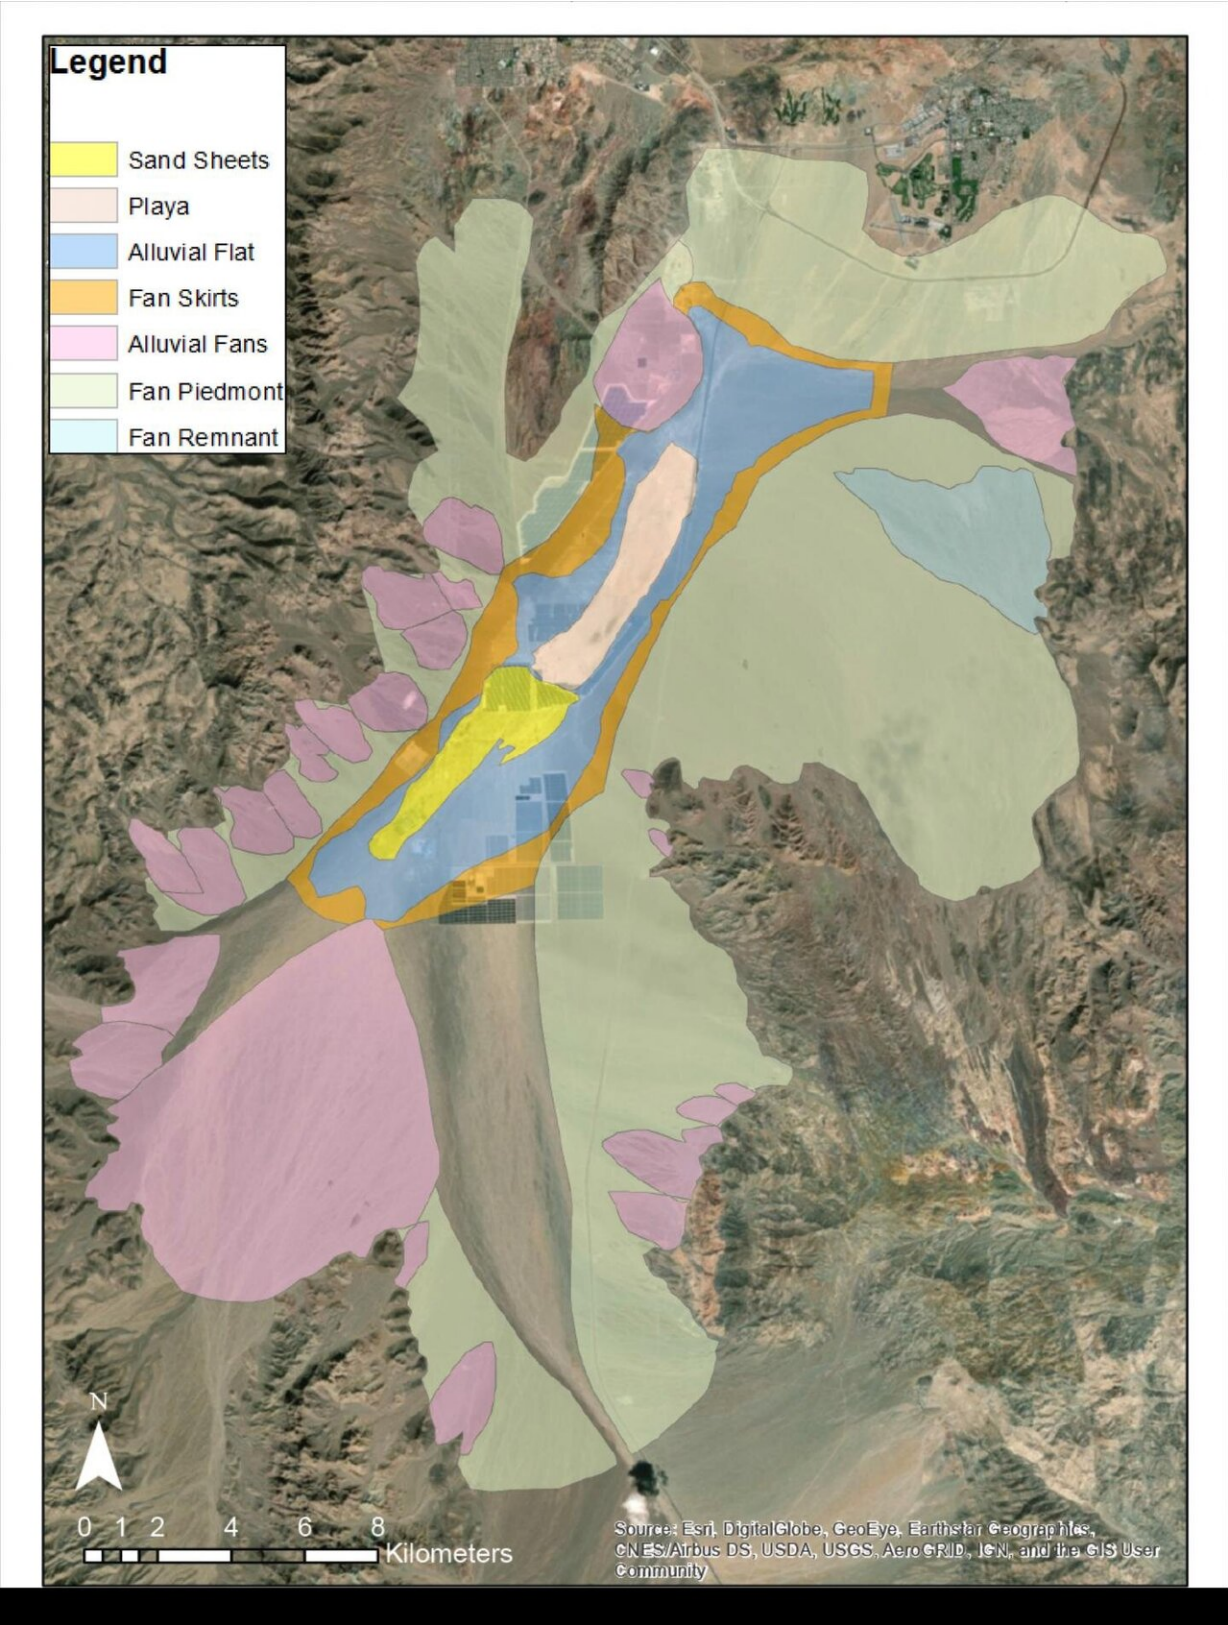 Legend
Sand Sheets
Playa
Alluvial Flat
Fan Skirts
Alluvial Fans
Fan Piedmont
Fan Remnant
N
0 1 2 4 6 8
Kilometers
Source: Esri, DigitalGlobe, GeoEye, Earthstar Geographics,
CNES/Airbus DS, USDA, USGS, AeroGRID, IGN, and the GIS User
Community